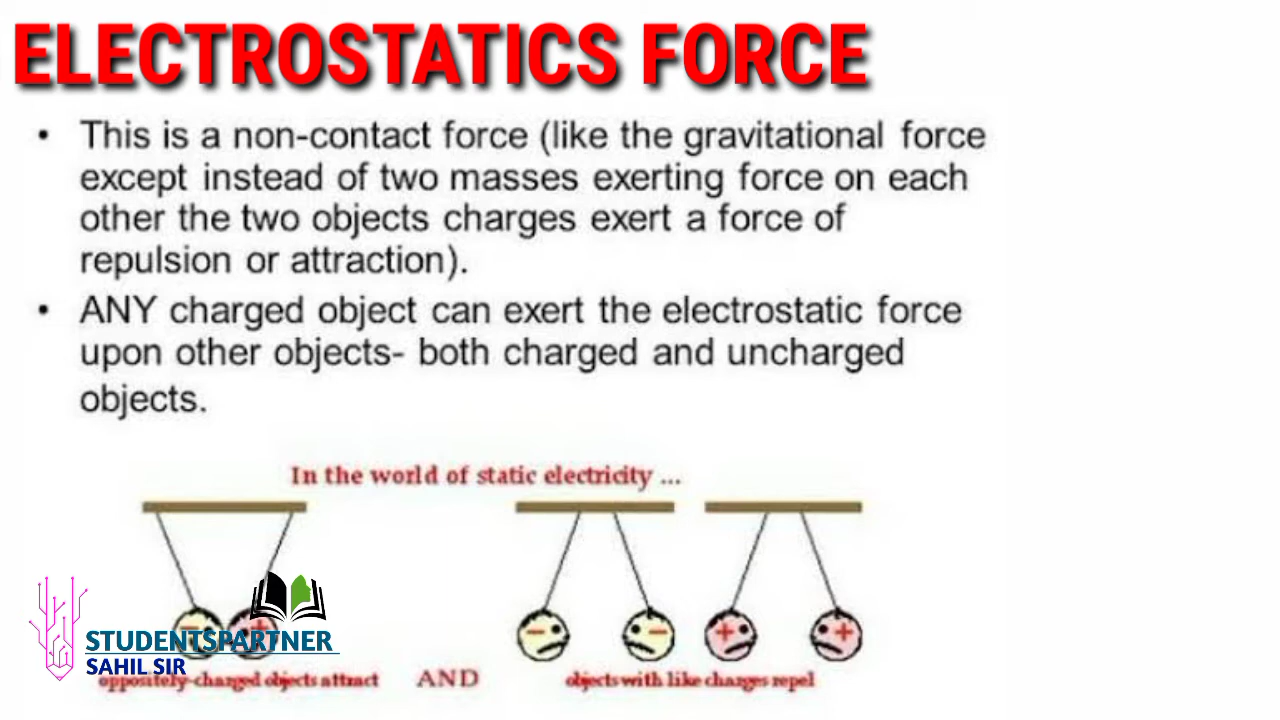 ELECTROSTATICS FORCE
• This is a non-contact force (like the gravitational force
except instead of two masses exerting force on each
other the two objects charges exert a force of
repulsion or attraction).
• ANY charged object can exert the electrostatic force
upon other objects- both charged and uncharged
objects.
In the world of static electricity ...
- + - - + +
STUDENTSPARTNER
SAHIL SIR
oppositely-charged objects attract AND objects with like charges repel